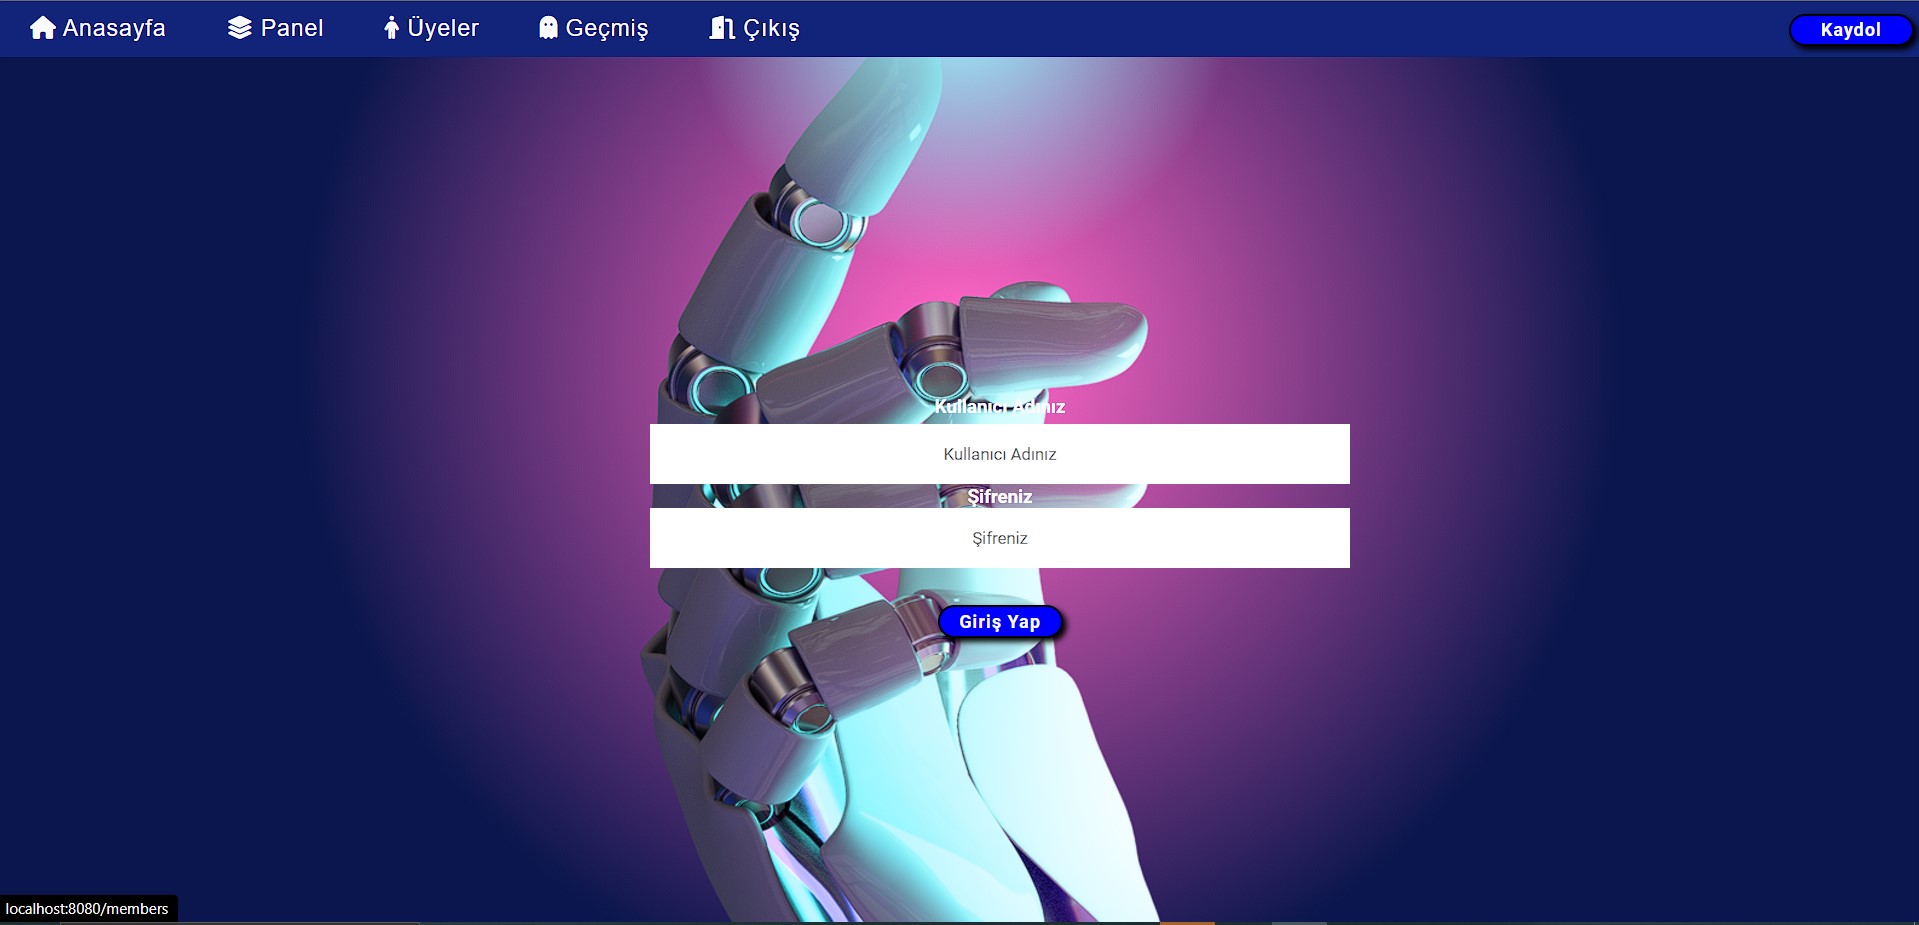 Anasayfa Panel Üyeler Geçmiş Çıkış Kaydol
Kullanıcı Adınız
Kullanıcı Adınız
Şifreniz
Şifreniz
Giriş Yap
localhost:8080/members